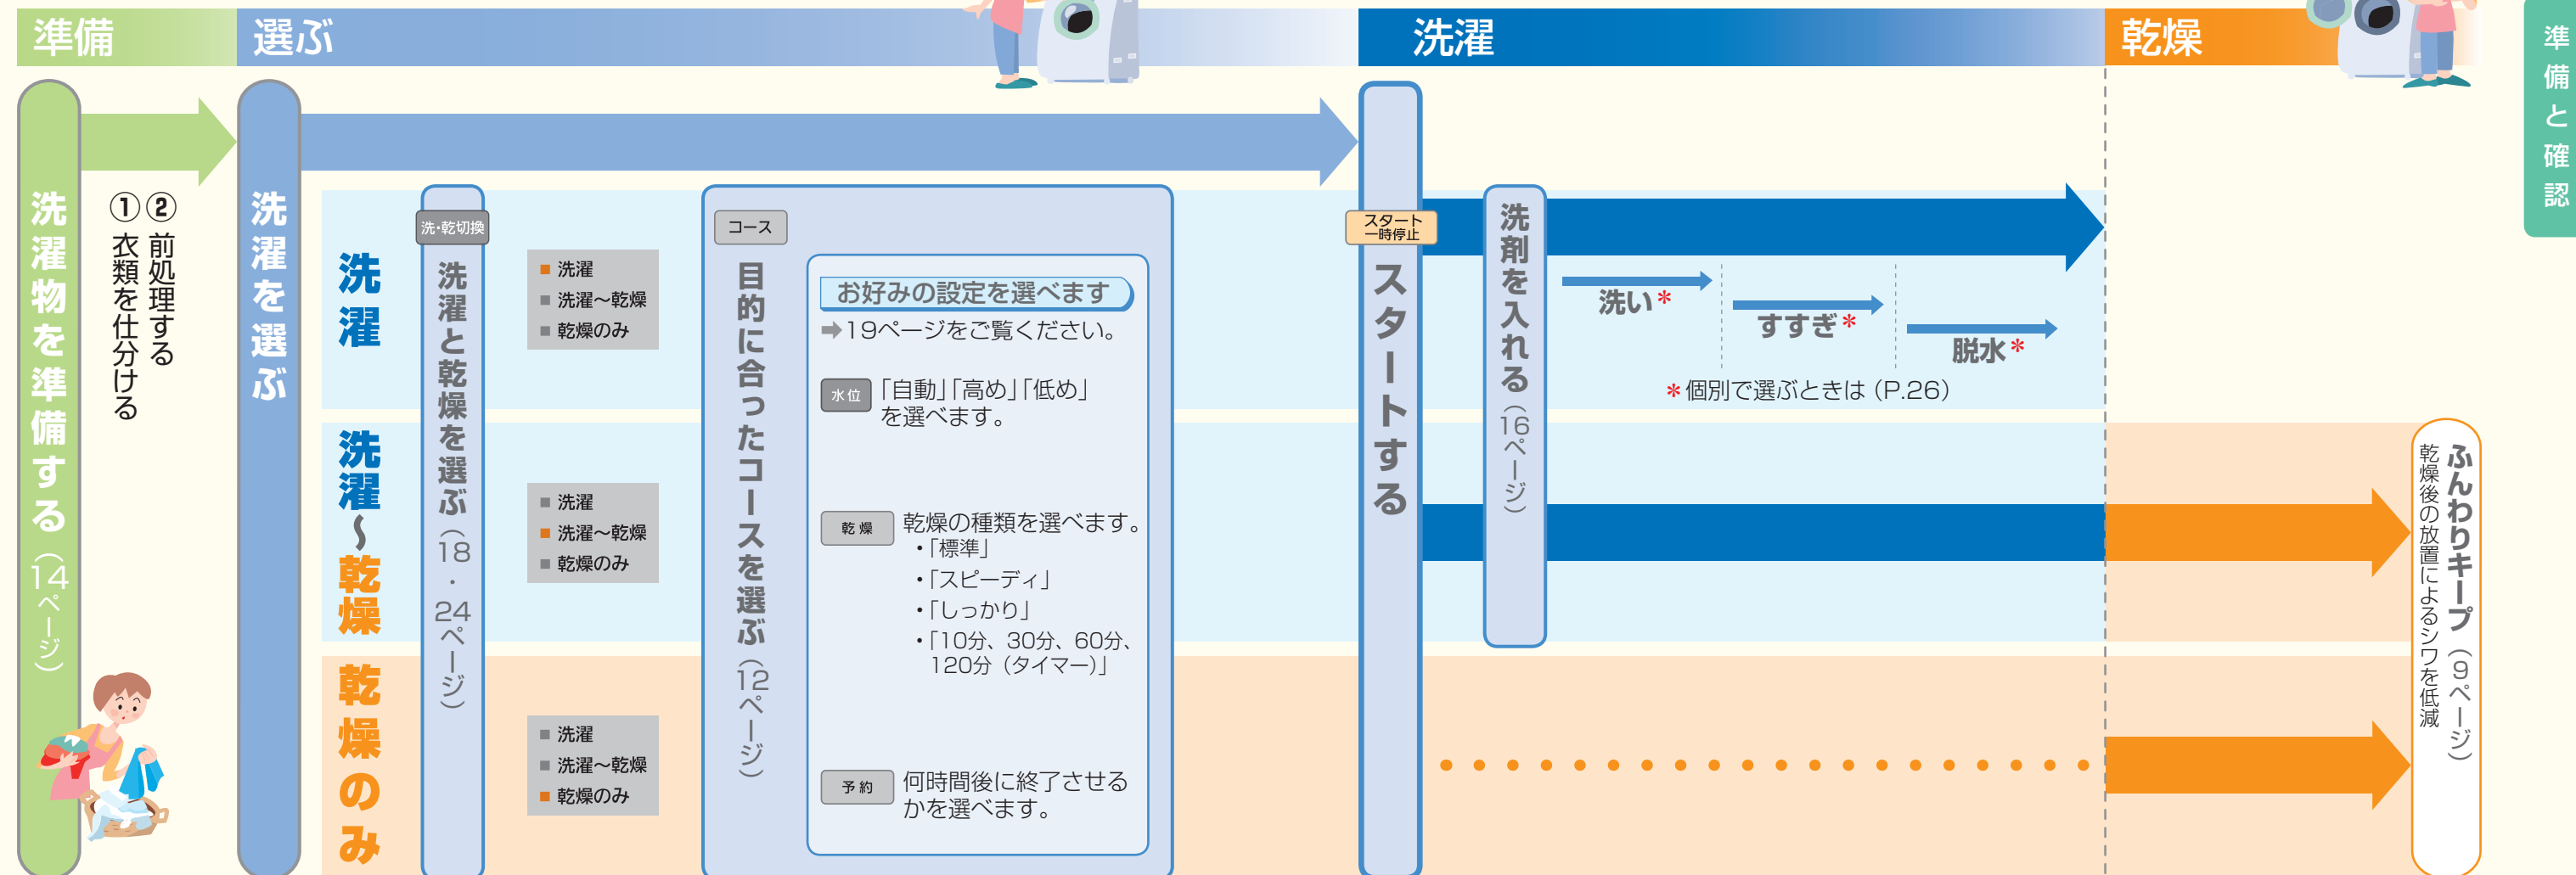 準備
選ぶ
洗濯
乾燥
準備と確認
洗濯物を準備する（14ページ）
①衣類を仕分ける
②前処理する
洗濯を選ぶ
洗濯
洗濯〜乾燥
乾燥のみ
洗・乾切換
洗濯と乾燥を選ぶ（18・24ページ）
■洗濯
■洗濯〜乾燥
■乾燥のみ
■洗濯
■洗濯〜乾燥
■乾燥のみ
■洗濯
■洗濯〜乾燥
■乾燥のみ
コース
目的に合ったコースを選ぶ（12ページ）
お好みの設定を選べます
➡19ページをご覧ください。
水位
「自動」「高め」「低め」
を選べます。
乾燥
乾燥の種類を選べます。
・「標準」
・「スピーディ」
・「しっかり」
・「10分、30分、60分、
120分（タイマー）」
予約
何時間後に終了させる
かを選べます。
スタート
一時停止
スタートする
洗剤を入れる（16ページ）
洗い＊
すすぎ＊
脱水＊
＊個別で選ぶときは（P.26）
ふんわりキープ（9ページ）
乾燥後の放置によるシワを低減